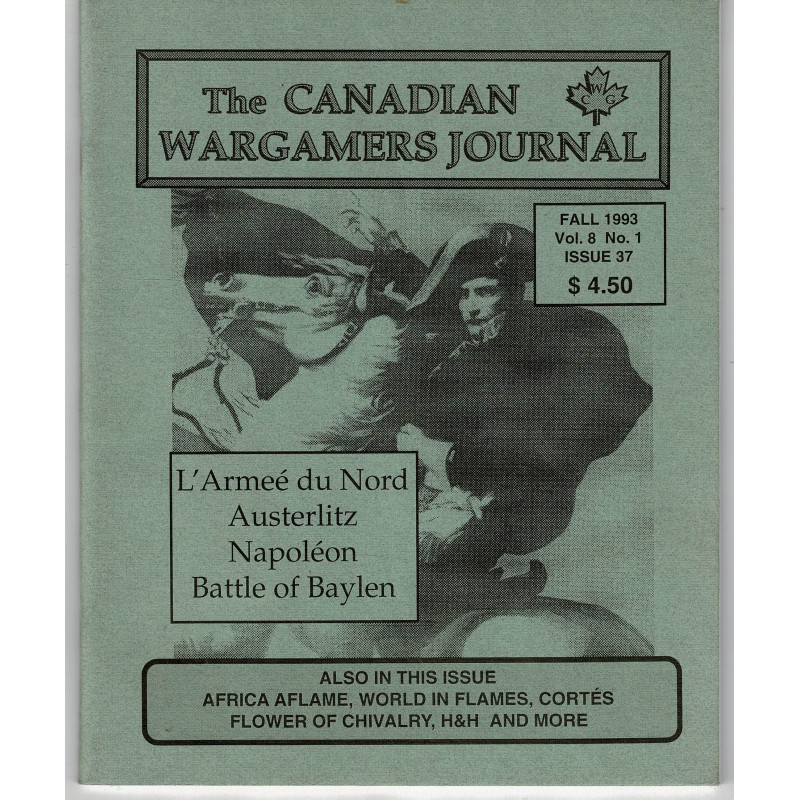 The CANADIAN
WARGAMERS JOURNAL
CWG
FALL 1993
Vol. 8 No. 1
ISSUE 37
$ 4.50
L'Armeé du Nord
Austerlitz
Napoléon
Battle of Baylen
ALSO IN THIS ISSUE
AFRICA AFLAME, WORLD IN FLAMES, CORTÉS
FLOWER OF CHIVALRY, H&H AND MORE